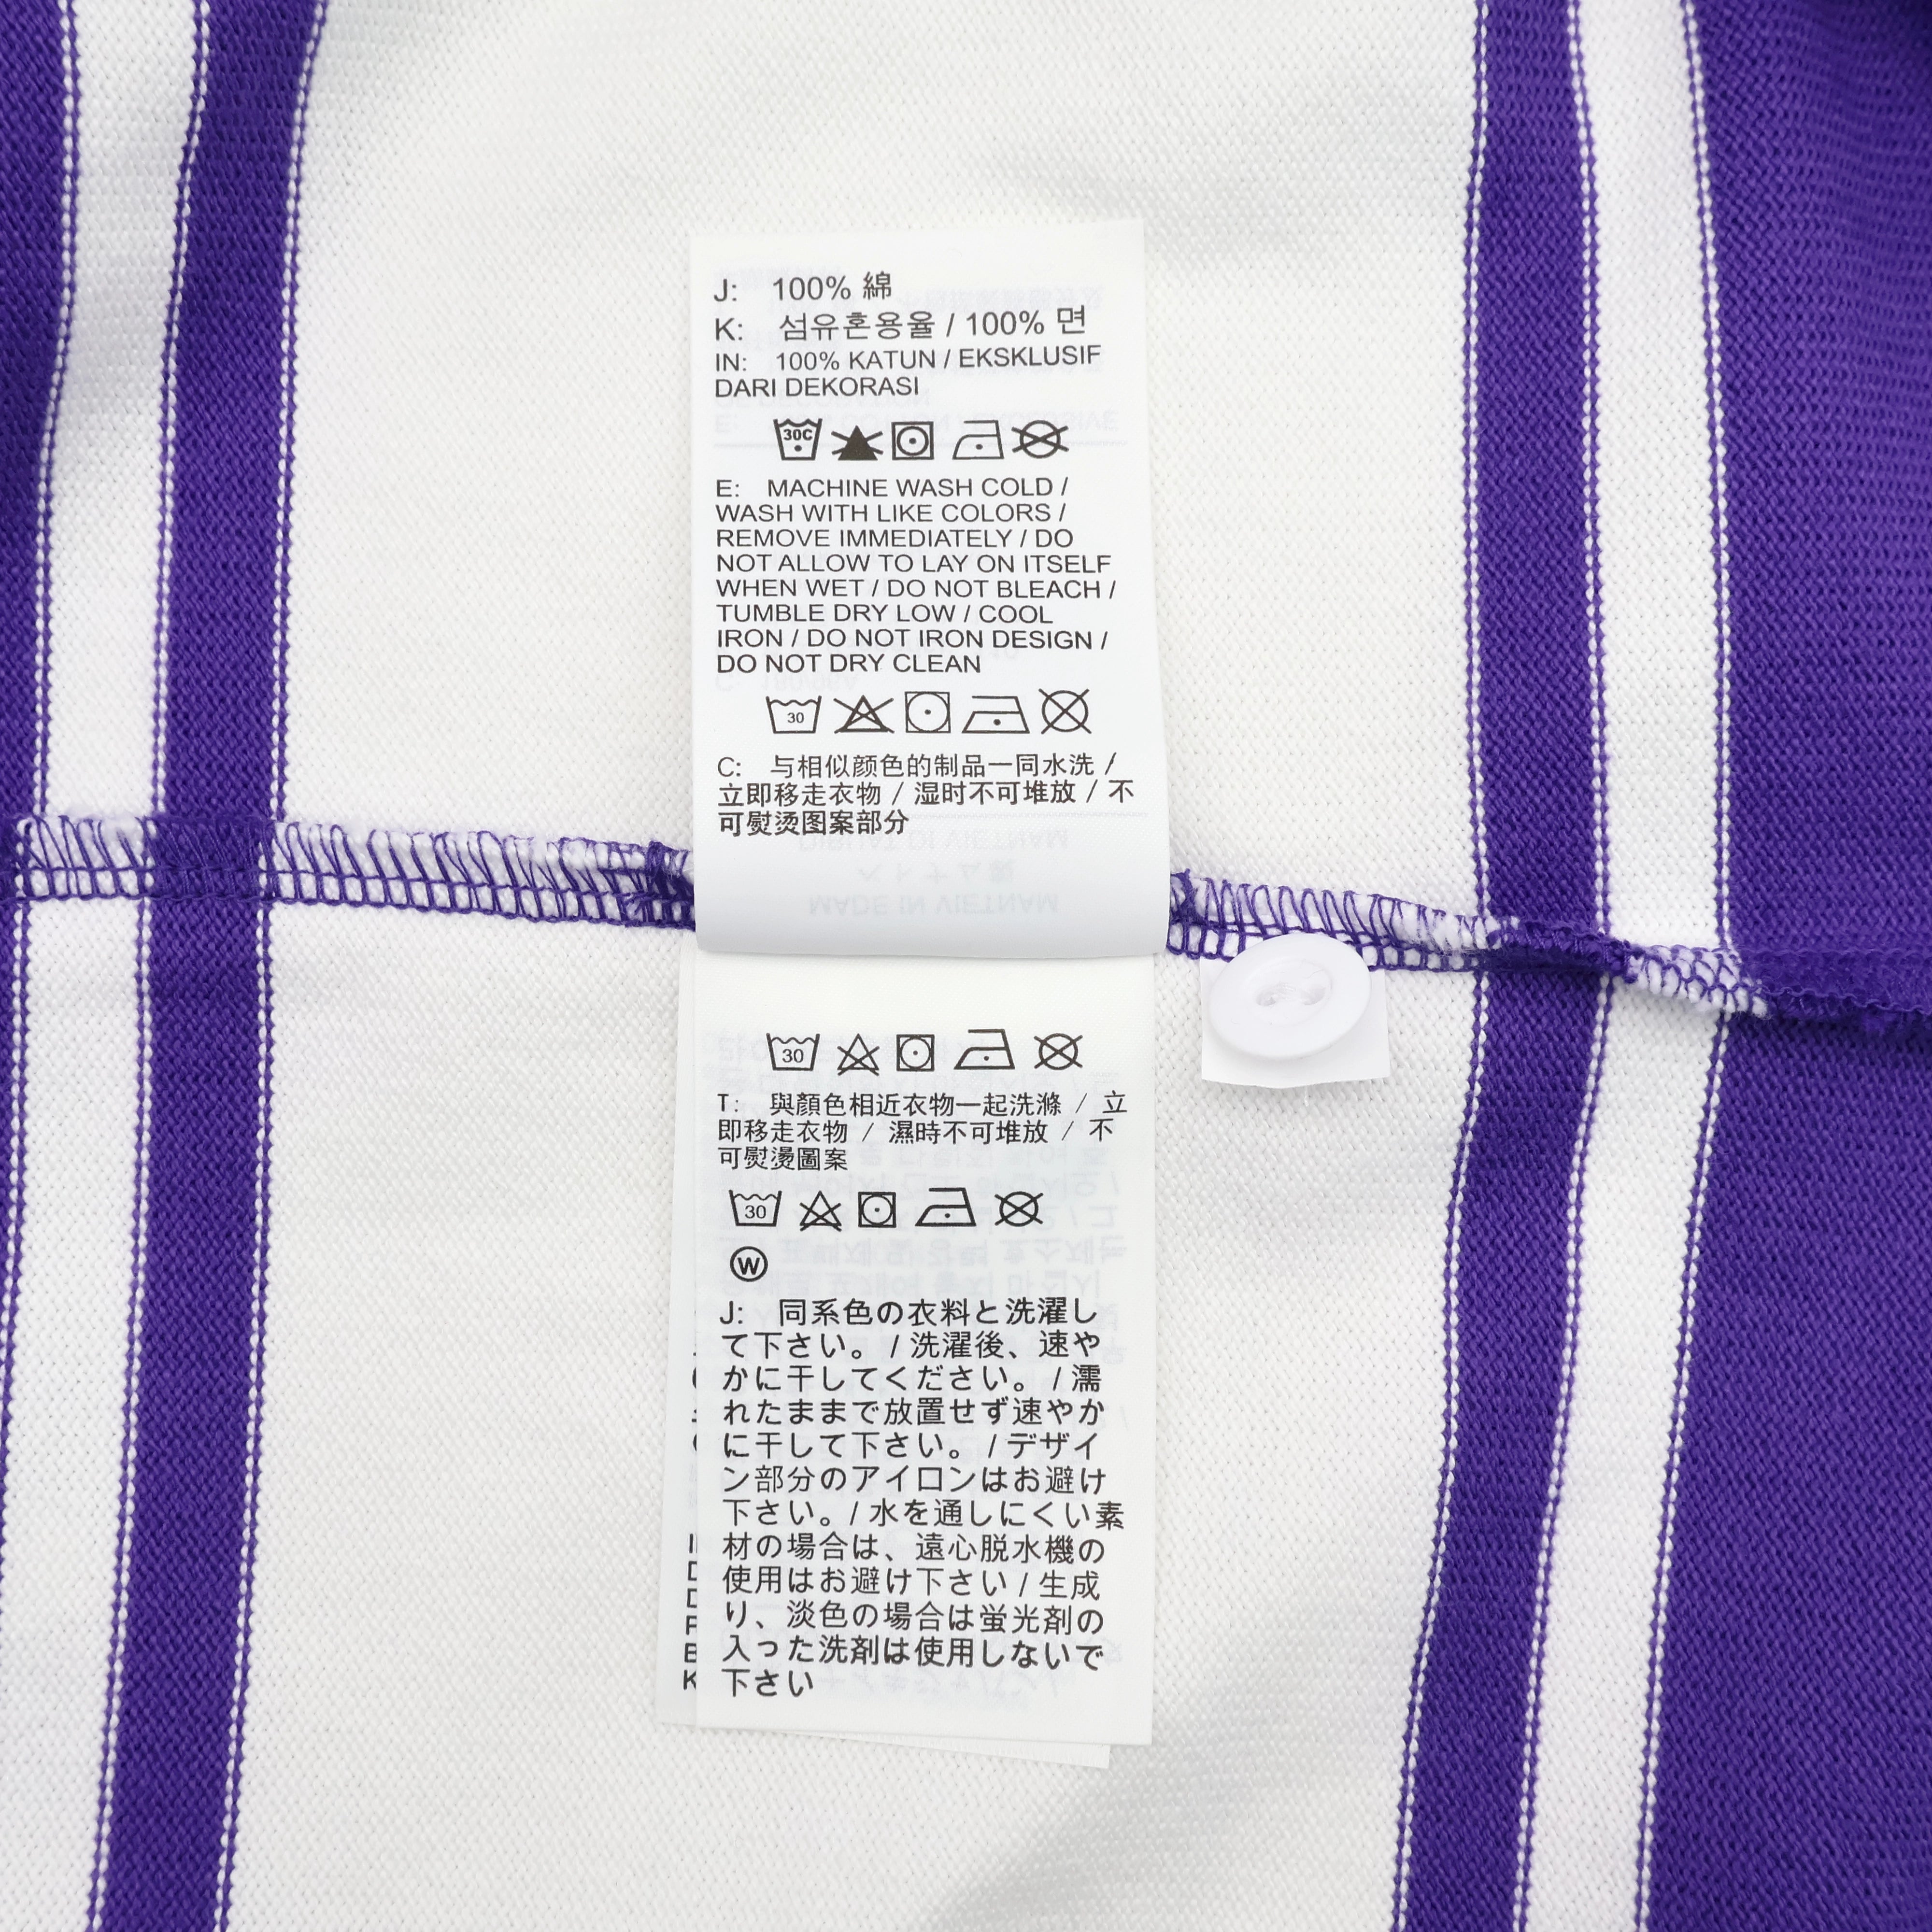 J: 100% 綿
K: 섬유혼용율 / 100% 면
IN: 100% KATUN / EKSKLUSIF
DARI DEKORASI
30C
E: MACHINE WASH COLD /
WASH WITH LIKE COLORS /
REMOVE IMMEDIATELY / DO
NOT ALLOW TO LAY ON ITSELF
WHEN WET / DO NOT BLEACH /
TUMBLE DRY LOW / COOL
IRON / DO NOT IRON DESIGN /
DO NOT DRY CLEAN
30
C: 与相似颜色的制品一同水洗 /
立即移走衣物 / 湿时不可堆放 / 不
可熨烫图案部分
30
T: 與顏色相近衣物一起洗滌 / 立
即移走衣物 / 濕時不可堆放 / 不
可熨燙圖案
30
W
J: 同系色の衣料と洗濯し
て下さい。 / 洗濯後、速や
かに干してください。 / 濡
れたままで放置せず速やか
に干して下さい。 / デザイ
ン部分のアイロンはお避け
下さい。/ 水を通しにくい素
材の場合は、遠心脱水機の
使用はお避け下さい / 生成
り、淡色の場合は蛍光剤の
入った洗剤は使用しないで
下さい